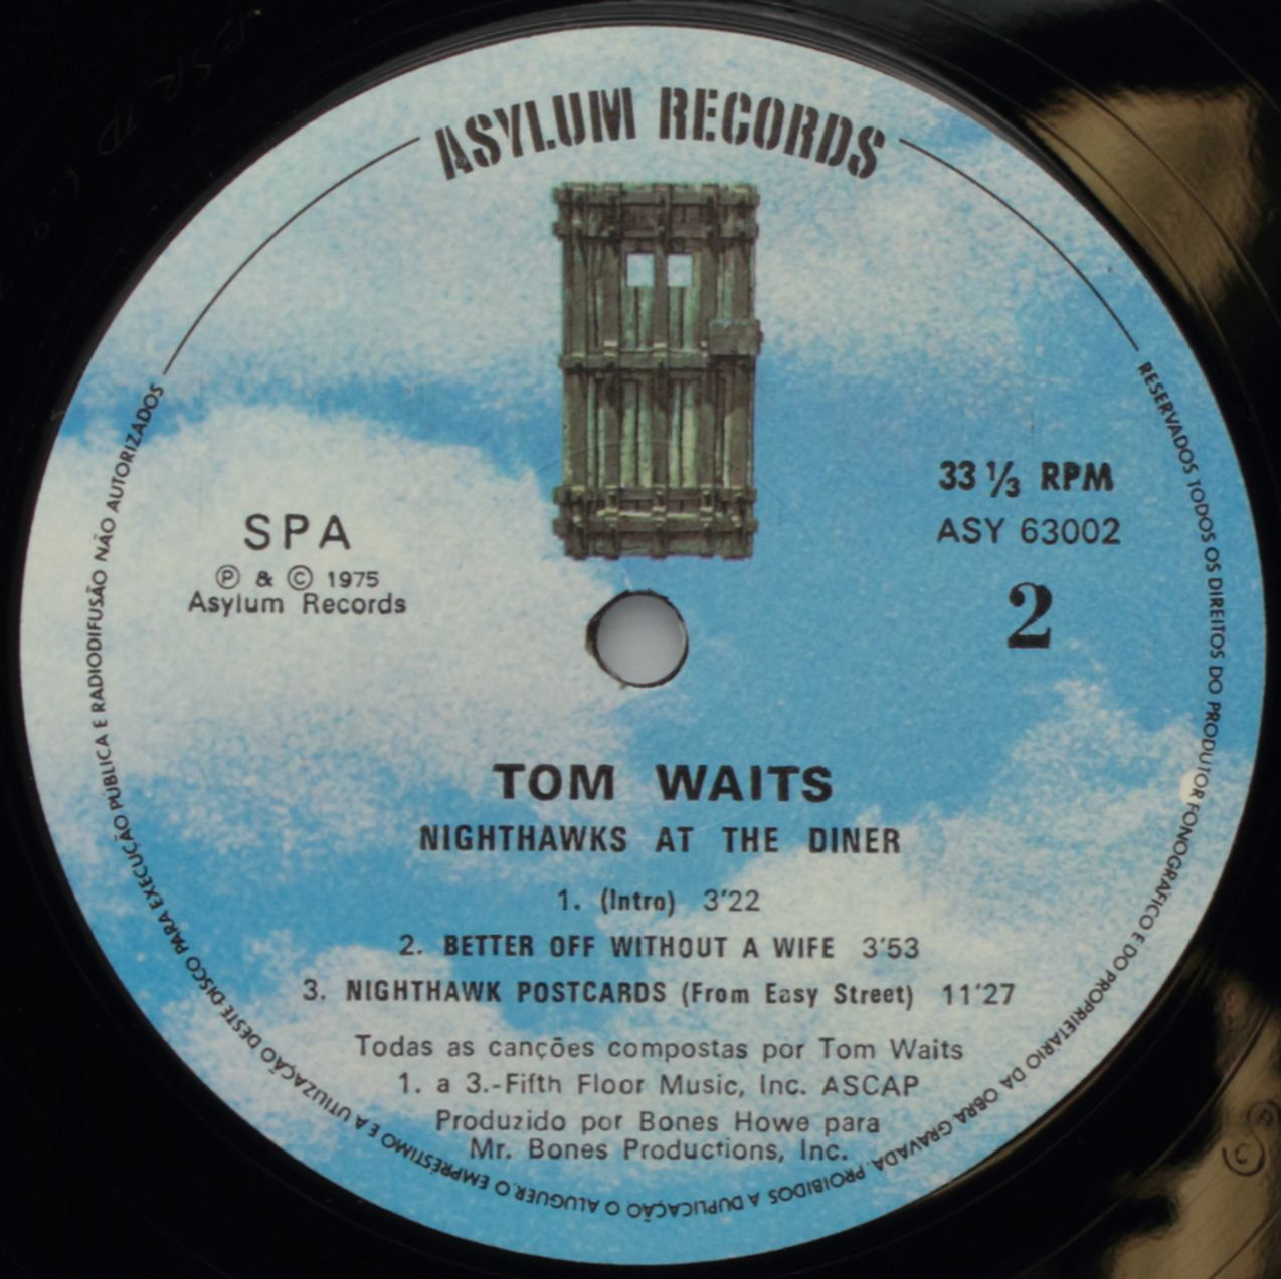 ASYLUM RECORDS
33 ⅓ RPM
ASY 63002
2
SPA
Ⓟ & © 1975
Asylum Records
TOM WAITS
NIGHTHAWKS AT THE DINER
1. (Intro) 3'22
2. BETTER OFF WITHOUT A WIFE 3'53
3. NIGHTHAWK POSTCARDS (From Easy Street) 11'27
Todas as canções compostas por Tom Waits
1. a 3.-Fifth Floor Music, Inc. ASCAP
Produzido por Bones Howe para
Mr. Bones Productions, Inc.
RESERVADOS TODOS OS DIREITOS DO PRODUTOR FONOGRAFICO E DO PROPRIETARIO DA OBRA GRAVADA. PROIBIDOS A DUPLICAÇÃO O ALUGUER.O EMPRESTIMO E A UTILIZAÇÃO DESTE DISCO PARA EXECUÇÃO PUBLICA E RADIODIFUSÃO NÃO AUTORIZADOS